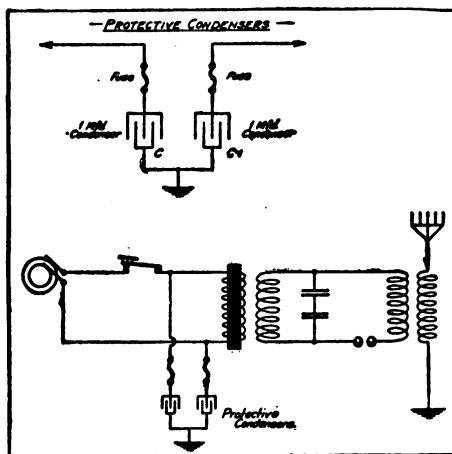 — PROTECTIVE CONDENSERS —
Fuse
Fuse
1 Mfd
Condenser
1 Mfd
Condenser
C
C1
Protective
Condensers.